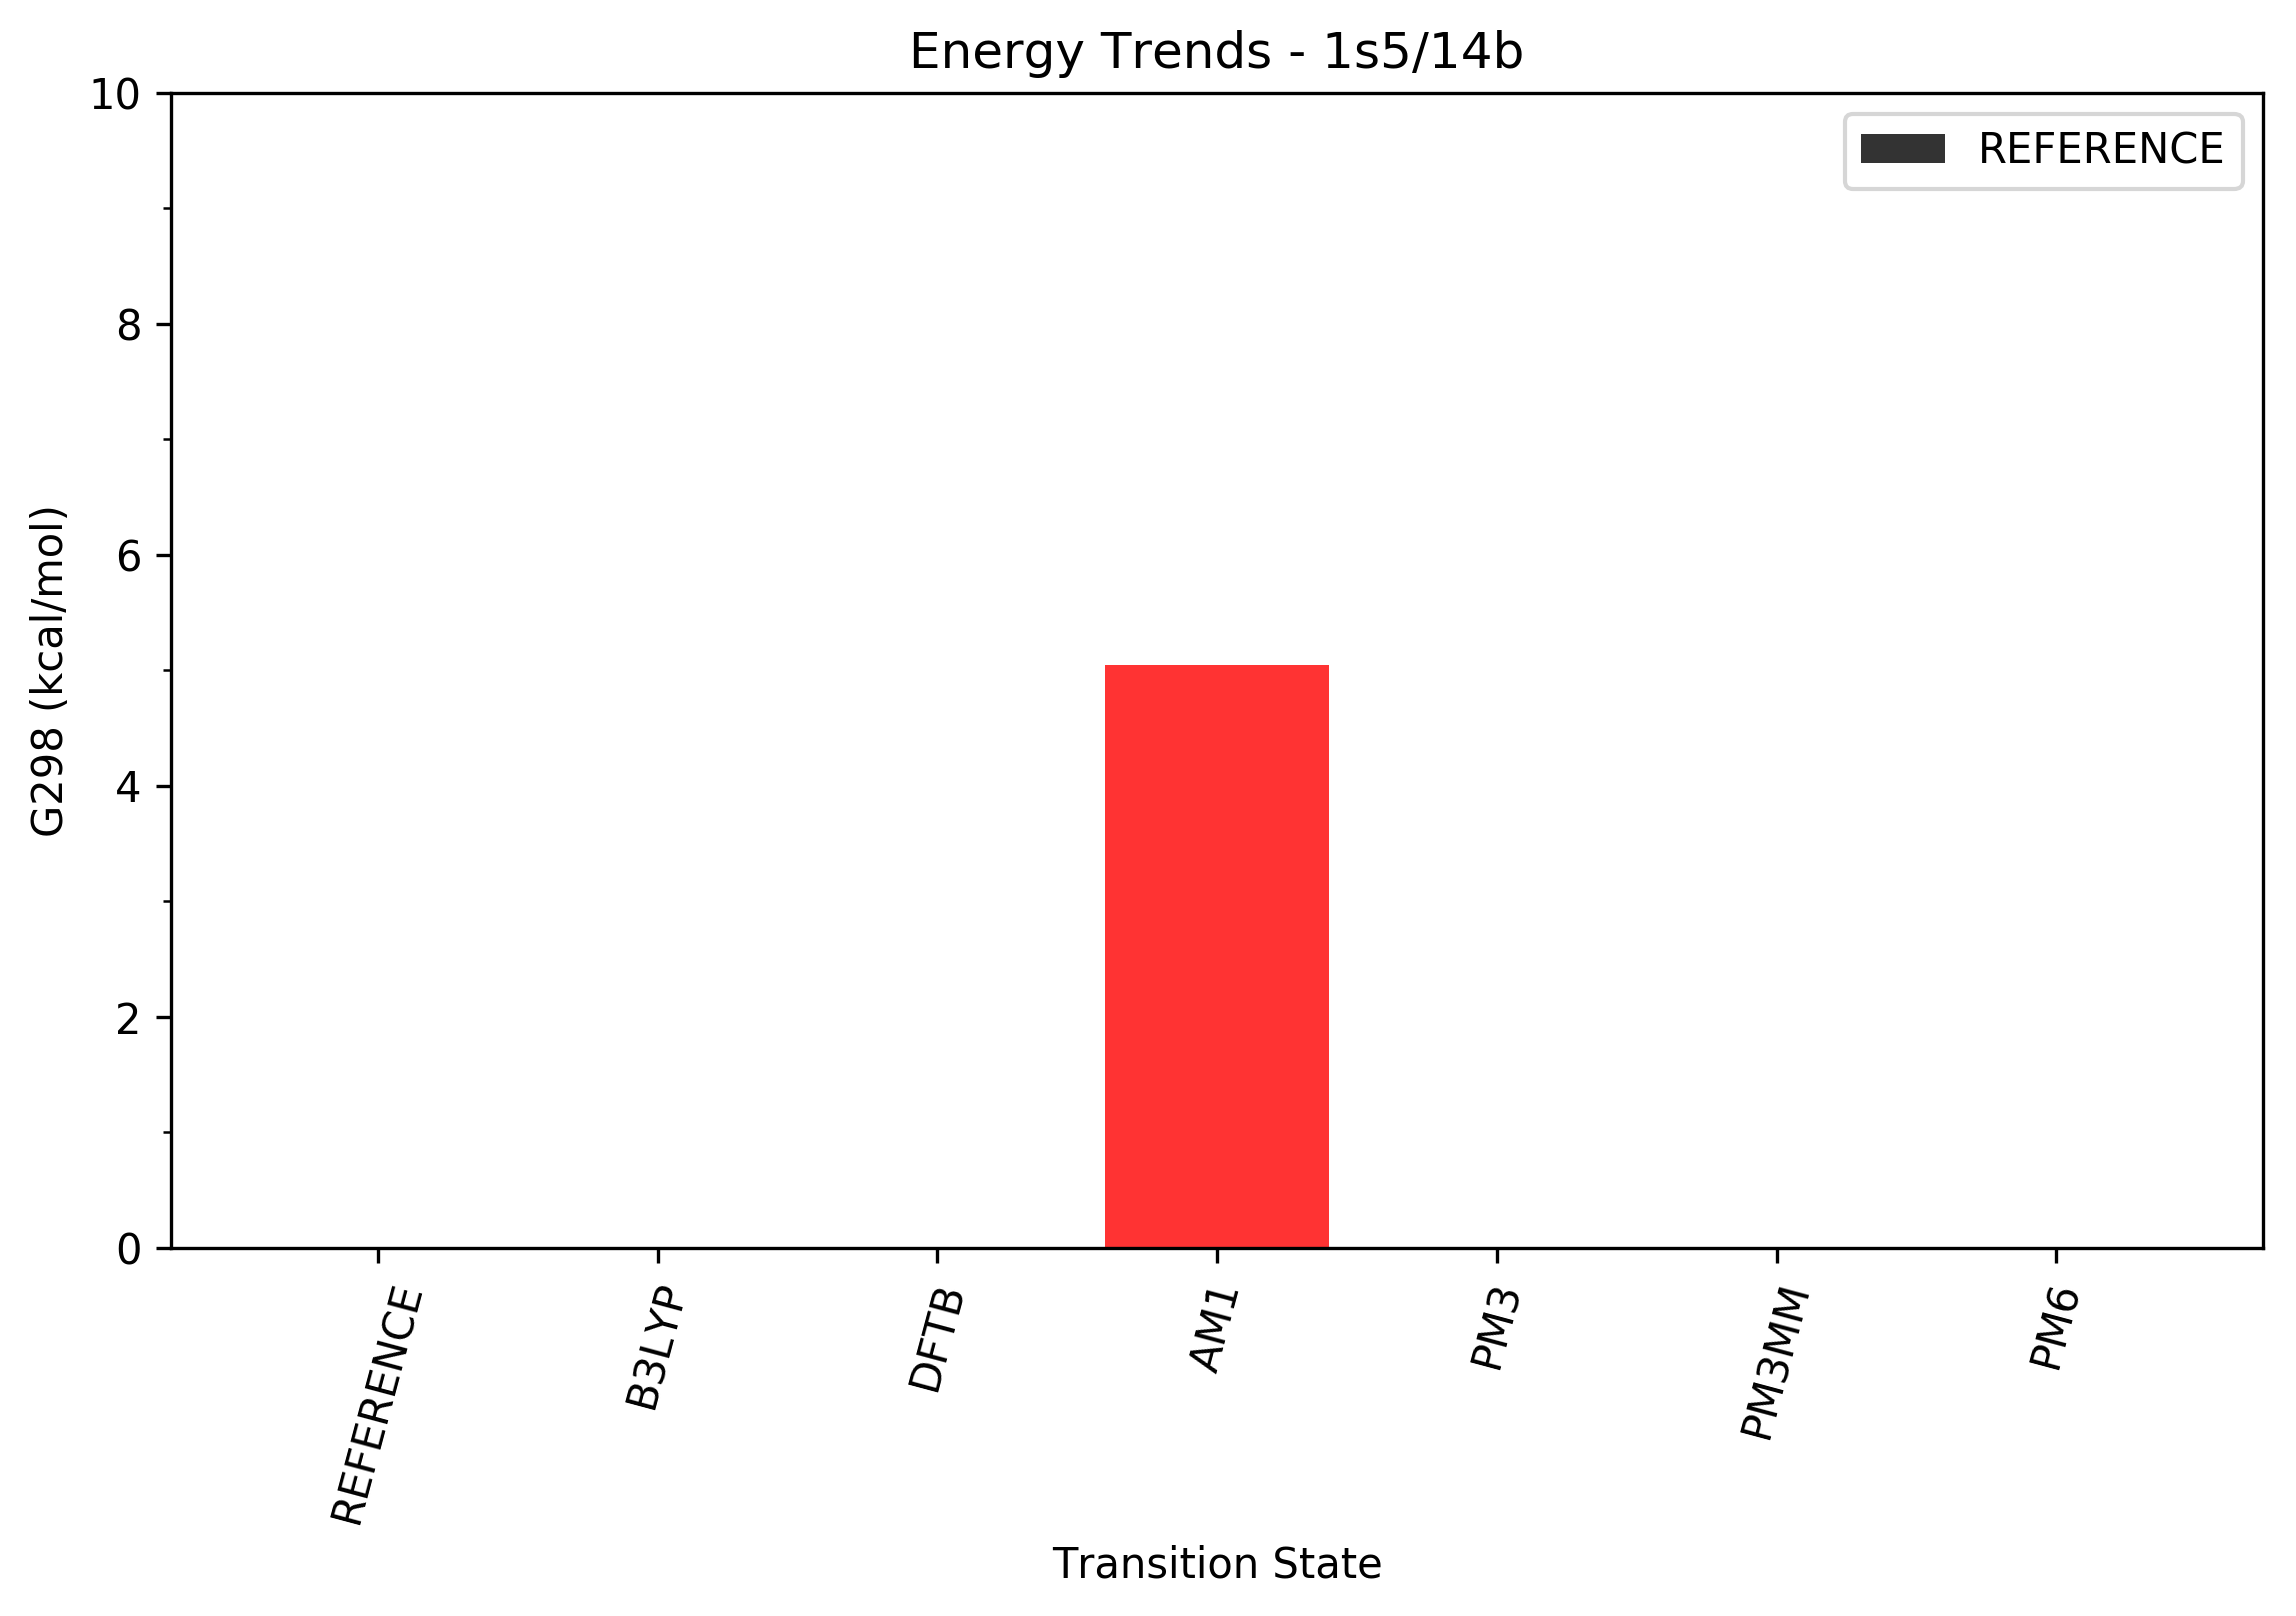 Energy Trends - 1s5/14b
REFERENCE
G298 (kcal/mol)
10
8
6
4
2
0
REFERENCE
B3LYP
DFTB
AM1
PM3
PM3MM
PM6
Transition State